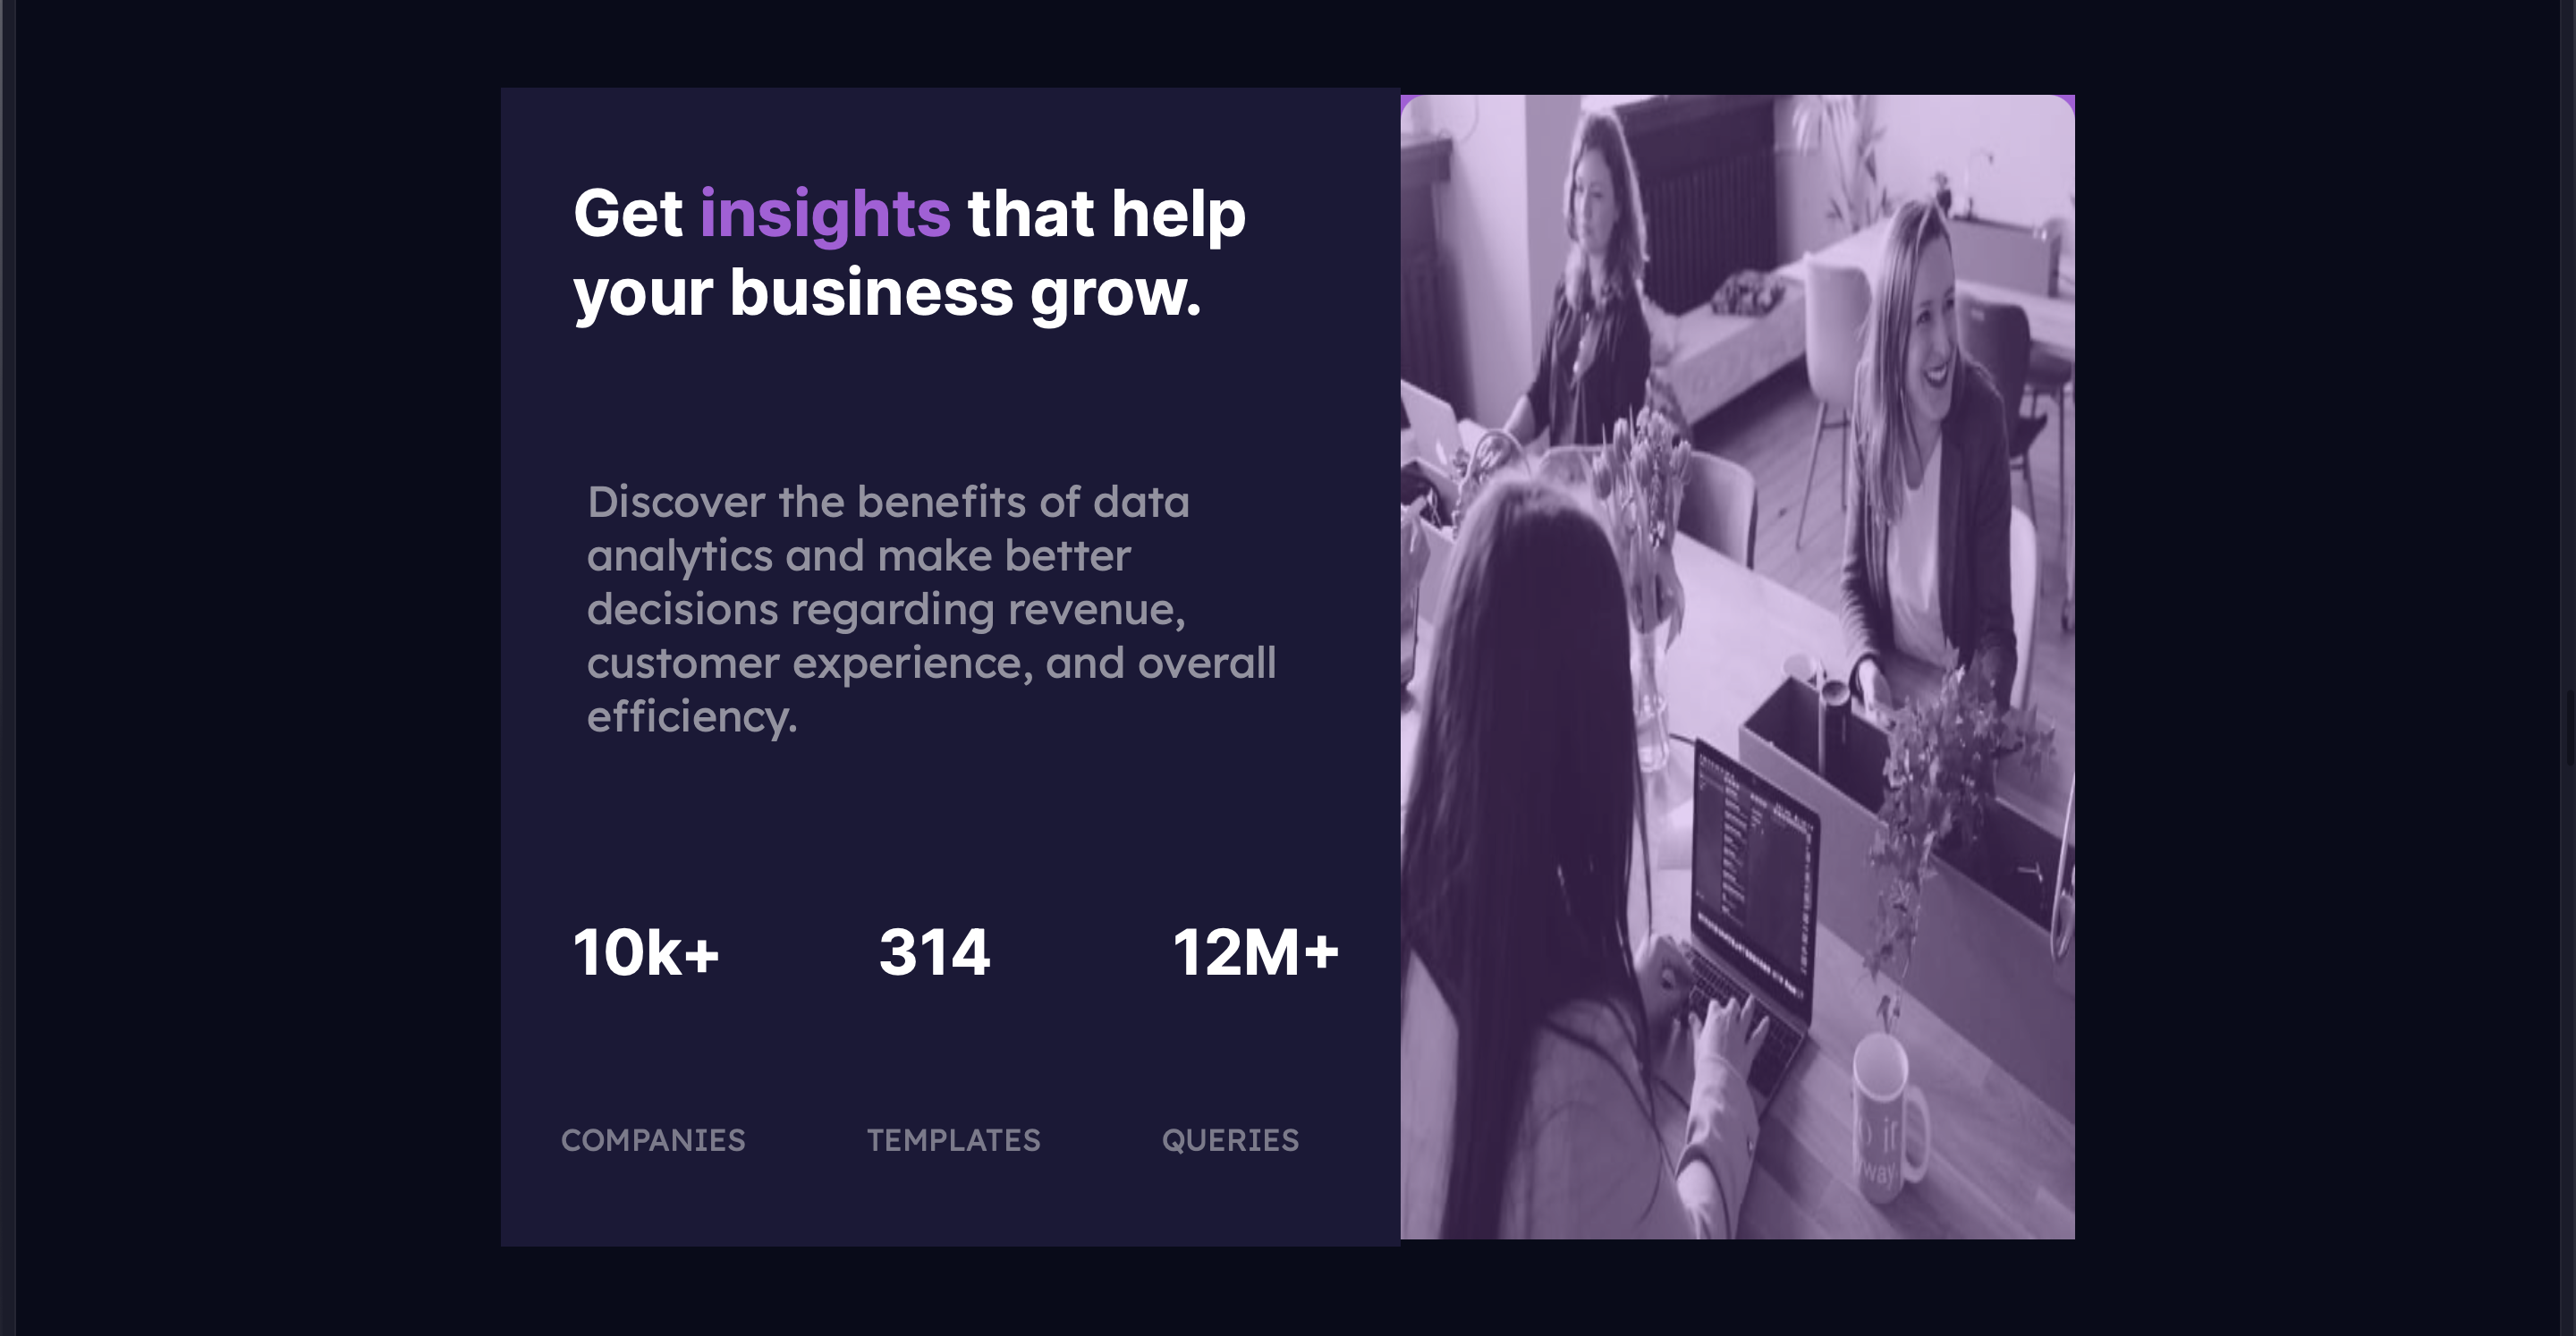 Get insights that help
your business grow.
Discover the benefits of data
analytics and make better
decisions regarding revenue,
customer experience, and overall
efficiency.
10k+ 314 12M+
COMPANIES TEMPLATES QUERIES